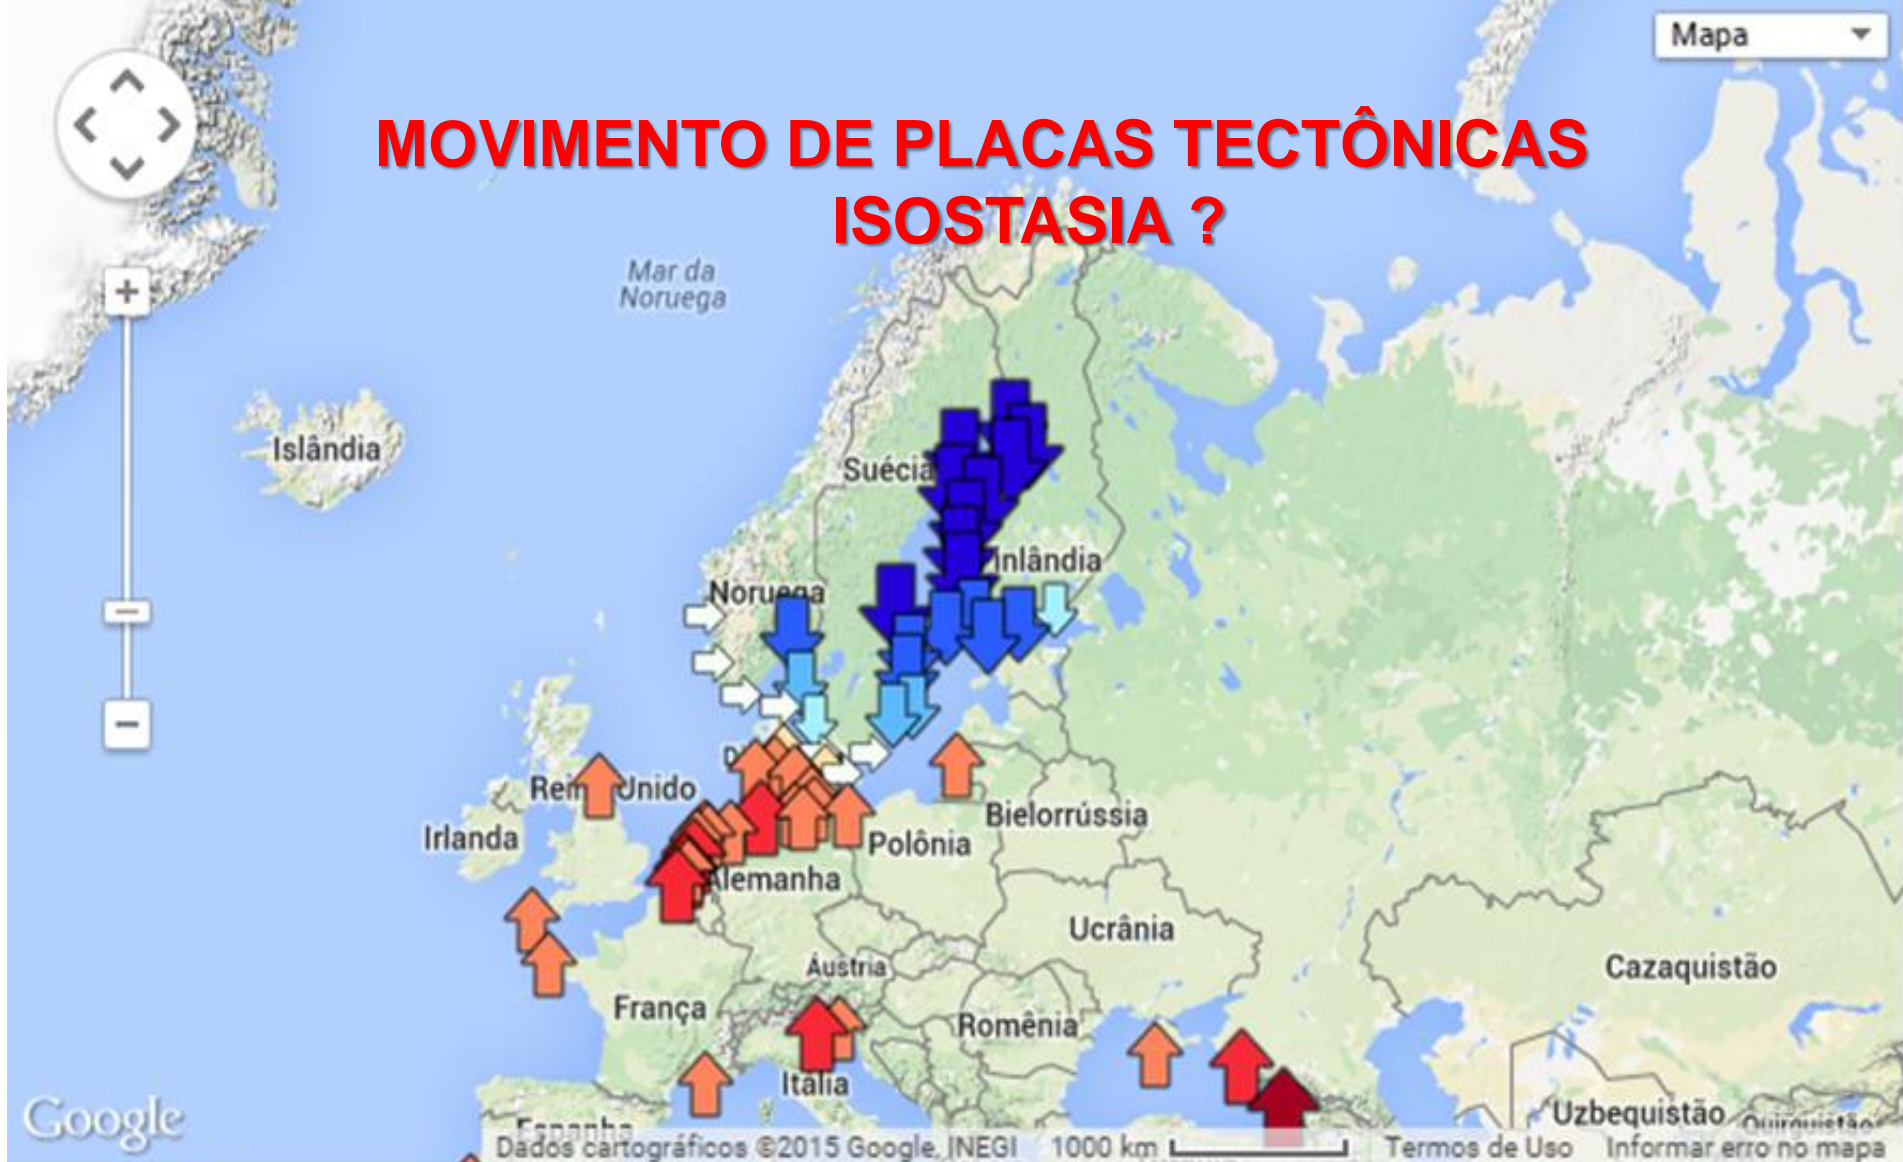 Mapa
MOVIMENTO DE PLACAS TECTÔNICAS
ISOSTASIA ?
Mar da
Noruega
Islândia
Suécia
inlândia
Noruega
Reino Unido
Irlanda
Bielorrússia
Polônia
Alemanha
Ucrânia
Áustria
Cazaquistão
França
Romênia
Itália
Uzbequistão
Quirguistão
Espanha
Google
Dados cartográficos ©2015 Google, INEGI 1000 km Termos de Uso Informar erro no mapa